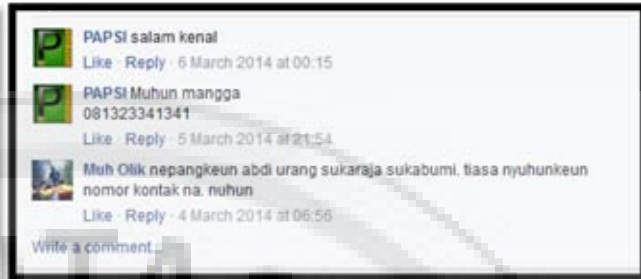 PAPSI salam kenal
Like · Reply · 6 March 2014 at 00:15
PAPSI Muhun mangga
081323341341
Like · Reply · 5 March 2014 at 21:54
Muh Olik nepangkeun abdi urang sukaraja sukabumi. tiasa nyuhunkeun
nomor kontak na. nuhun
Like · Reply · 4 March 2014 at 06:56
Write a comment...